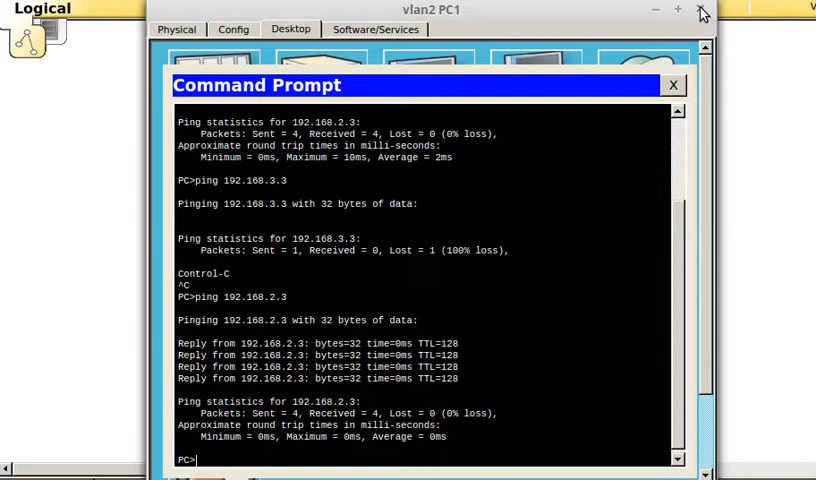 Logical
vlan2 PC1
Physical Config Desktop Software/Services
Command Prompt
X
Ping statistics for 192.168.2.3:
Packets: Sent = 4, Received = 4, Lost = 0 (0% loss),
Approximate round trip times in milli-seconds:
Minimum = 0ms, Maximum = 10ms, Average = 2ms
PC>ping 192.168.3.3
Pinging 192.168.3.3 with 32 bytes of data:
Ping statistics for 192.168.3.3:
Packets: Sent = 1, Received = 0, Lost = 1 (100% loss),
Control-C
^C
PC>ping 192.168.2.3
Pinging 192.168.2.3 with 32 bytes of data:
Reply from 192.168.2.3: bytes=32 time=0ms TTL=128
Reply from 192.168.2.3: bytes=32 time=0ms TTL=128
Reply from 192.168.2.3: bytes=32 time=0ms TTL=128
Reply from 192.168.2.3: bytes=32 time=0ms TTL=128
Ping statistics for 192.168.2.3:
Packets: Sent = 4, Received = 4, Lost = 0 (0% loss),
Approximate round trip times in milli-seconds:
Minimum = 0ms, Maximum = 0ms, Average = 0ms
PC>